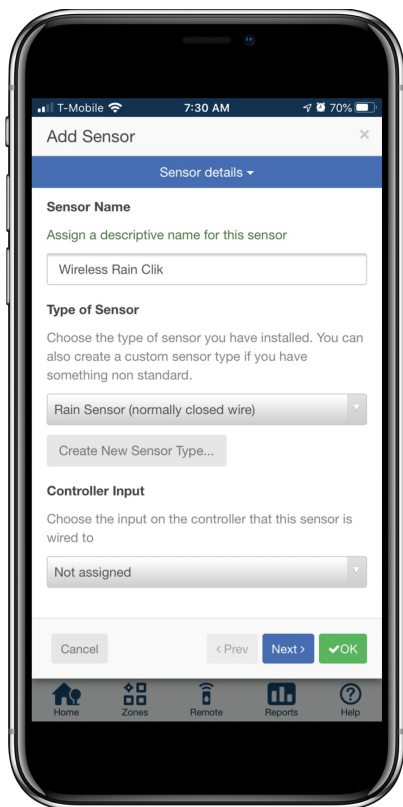 T-Mobile 7:30 AM 70%
Add Sensor ×
Sensor details
Sensor Name
Assign a descriptive name for this sensor
Wireless Rain Clik
Type of Sensor
Choose the type of sensor you have installed. You can
also create a custom sensor type if you have
something non standard.
Rain Sensor (normally closed wire)
Create New Sensor Type...
Controller Input
Choose the input on the controller that this sensor is
wired to
Not assigned
Cancel < Prev Next > ✔OK
Home Zones Remote Reports Help